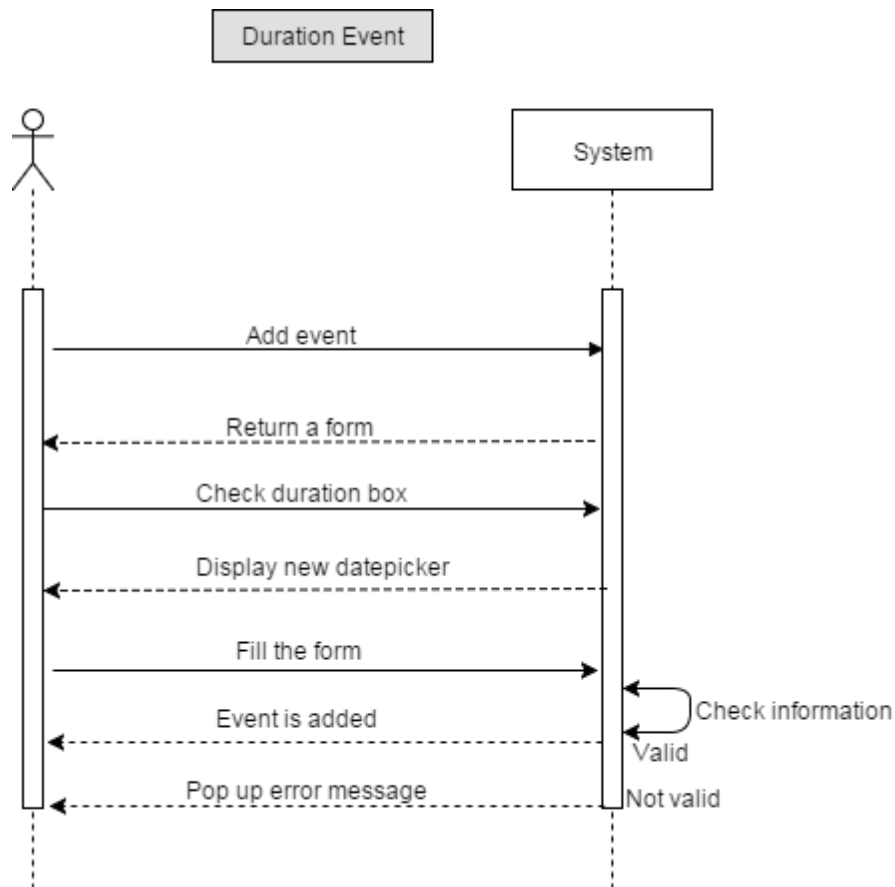 Duration Event
System
Add event
Return a form
Check duration box
Display new datepicker
Fill the form
Check information
Event is added
Valid
Pop up error message
Not valid